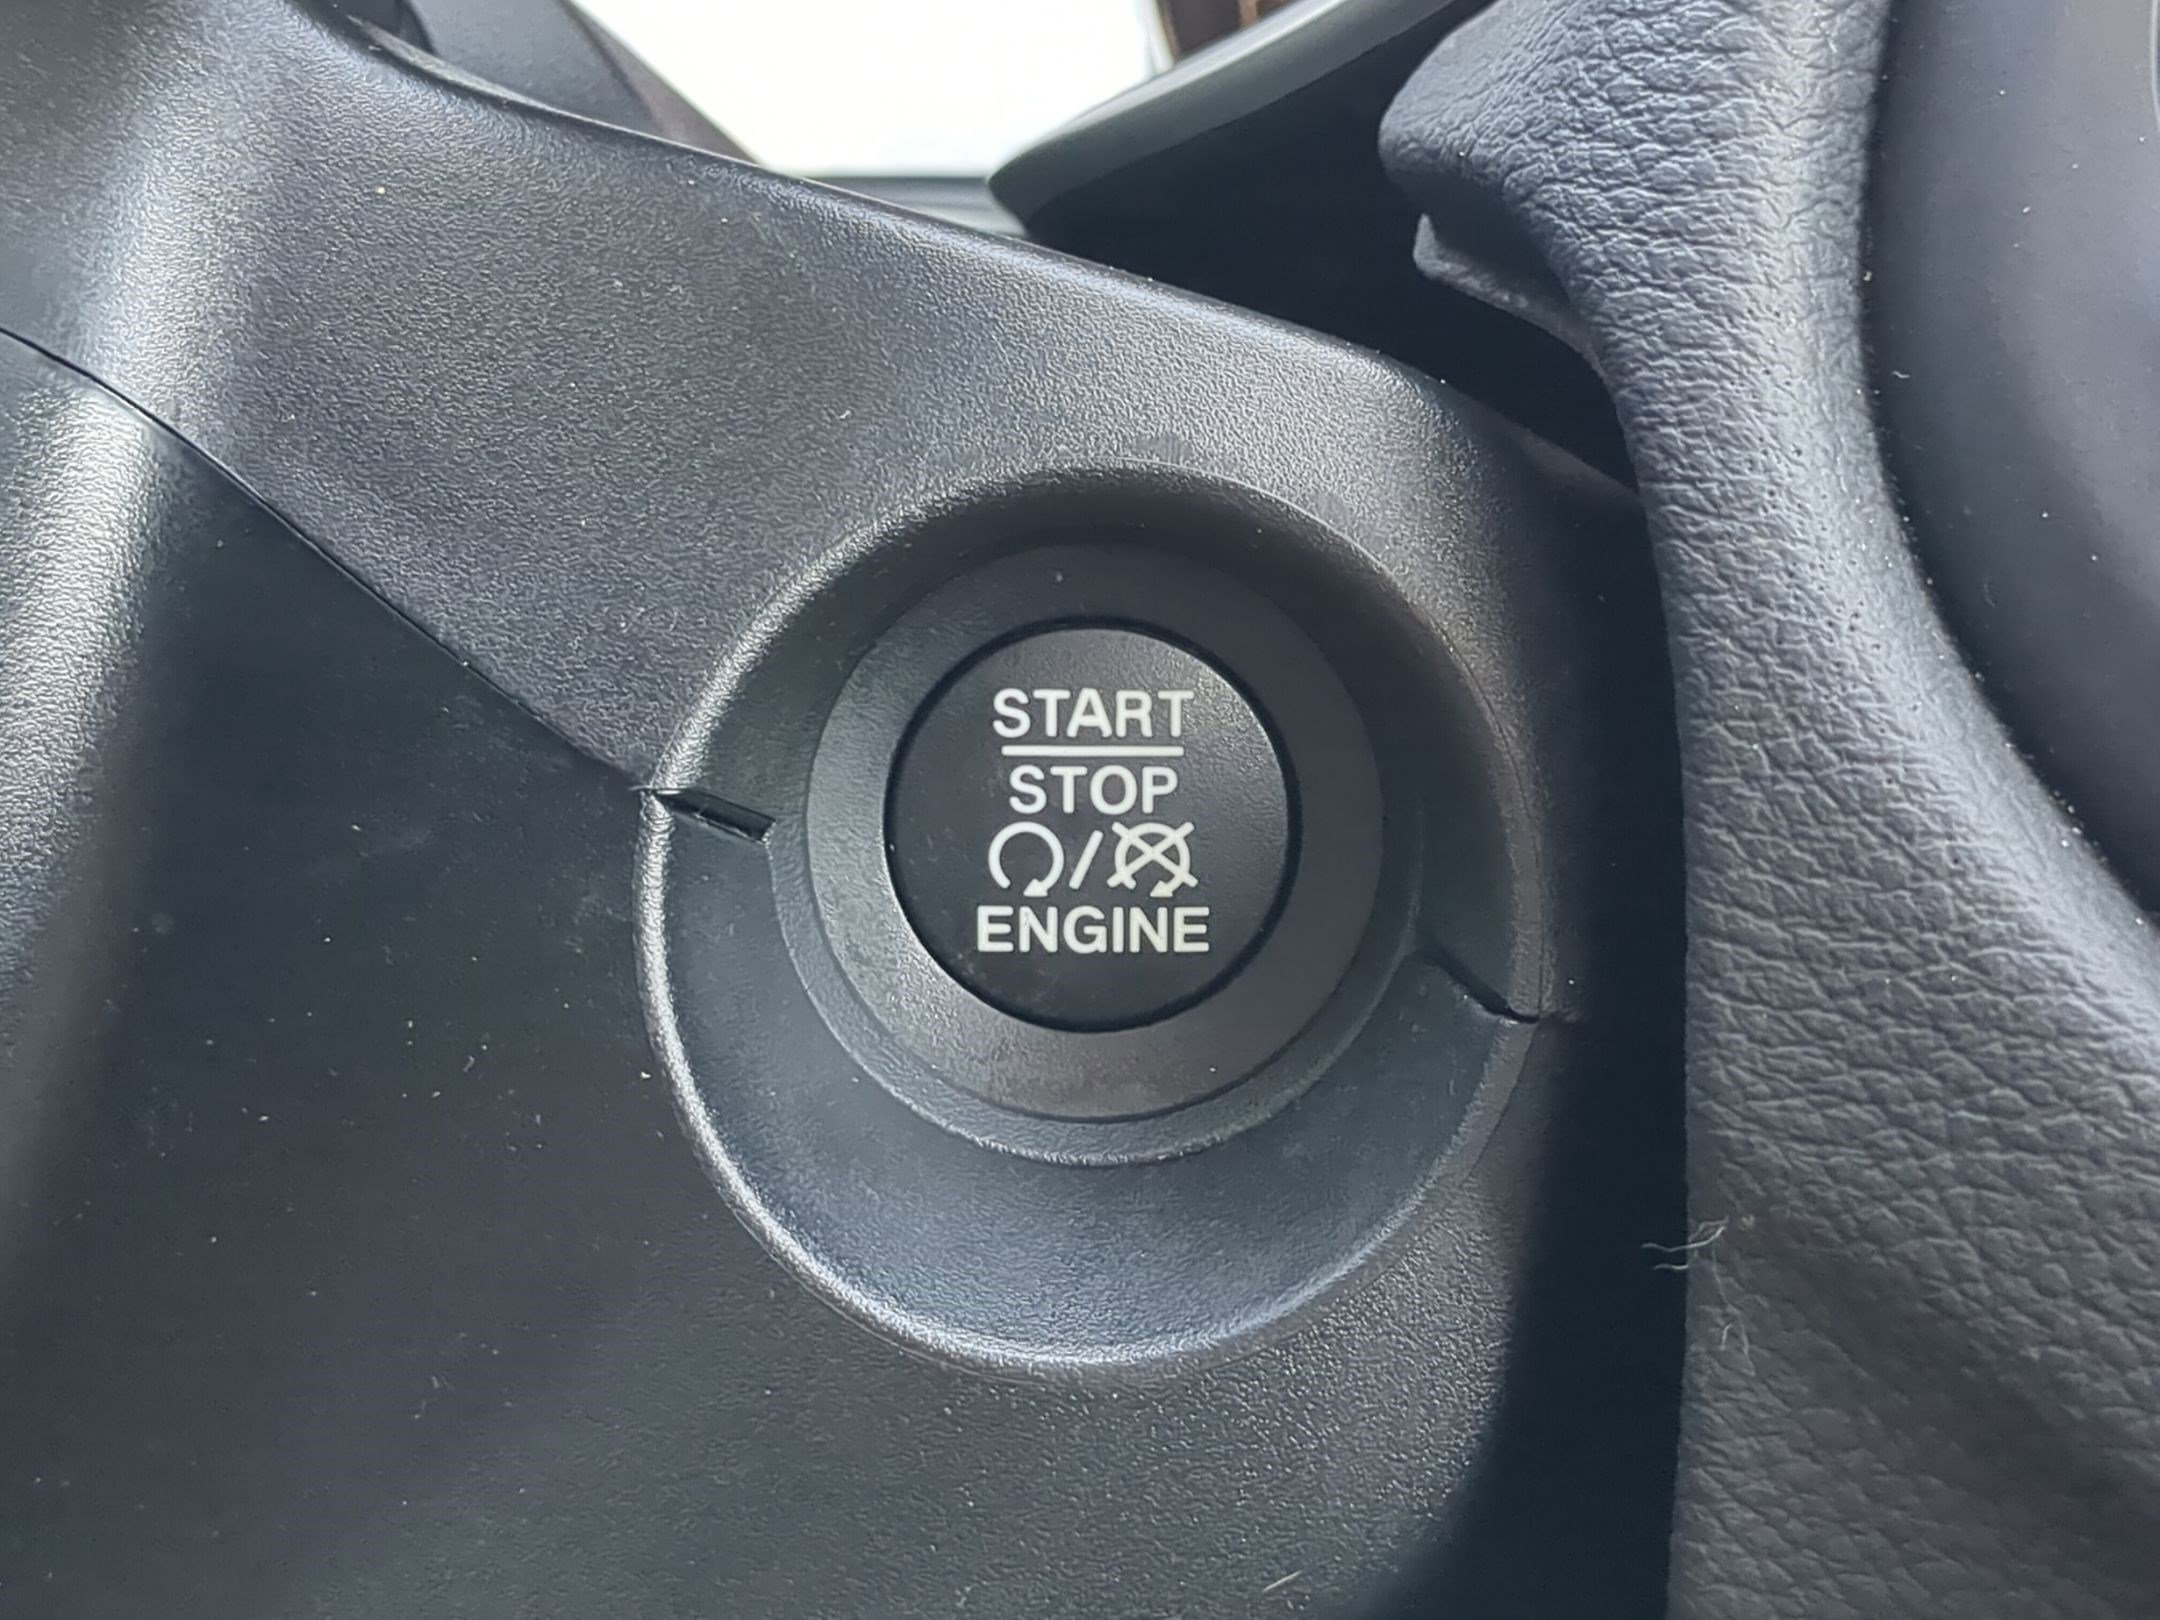 START
STOP
/
ENGINE